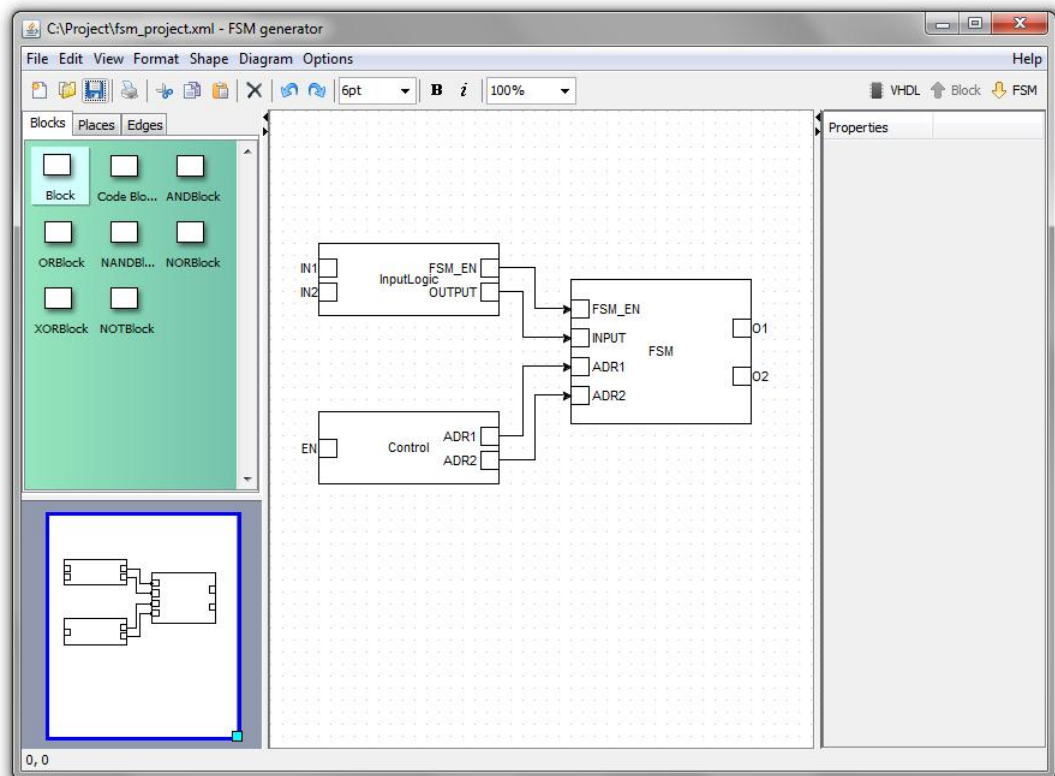 C:\Project\fsm_project.xml - FSM generator
File Edit View Format Shape Diagram Options Help
6pt B i 100% VHDL Block FSM
Blocks Places Edges
Properties
Block Code Blo... ANDBlock
ORBlock NANDBl... NORBlock
XORBlock NOTBlock
IN1 FSM_EN
InputLogic
IN2 OUTPUT
FSM_EN
O1
INPUT
FSM
ADR1
O2
ADR2
ADR1
EN Control
ADR2
0, 0